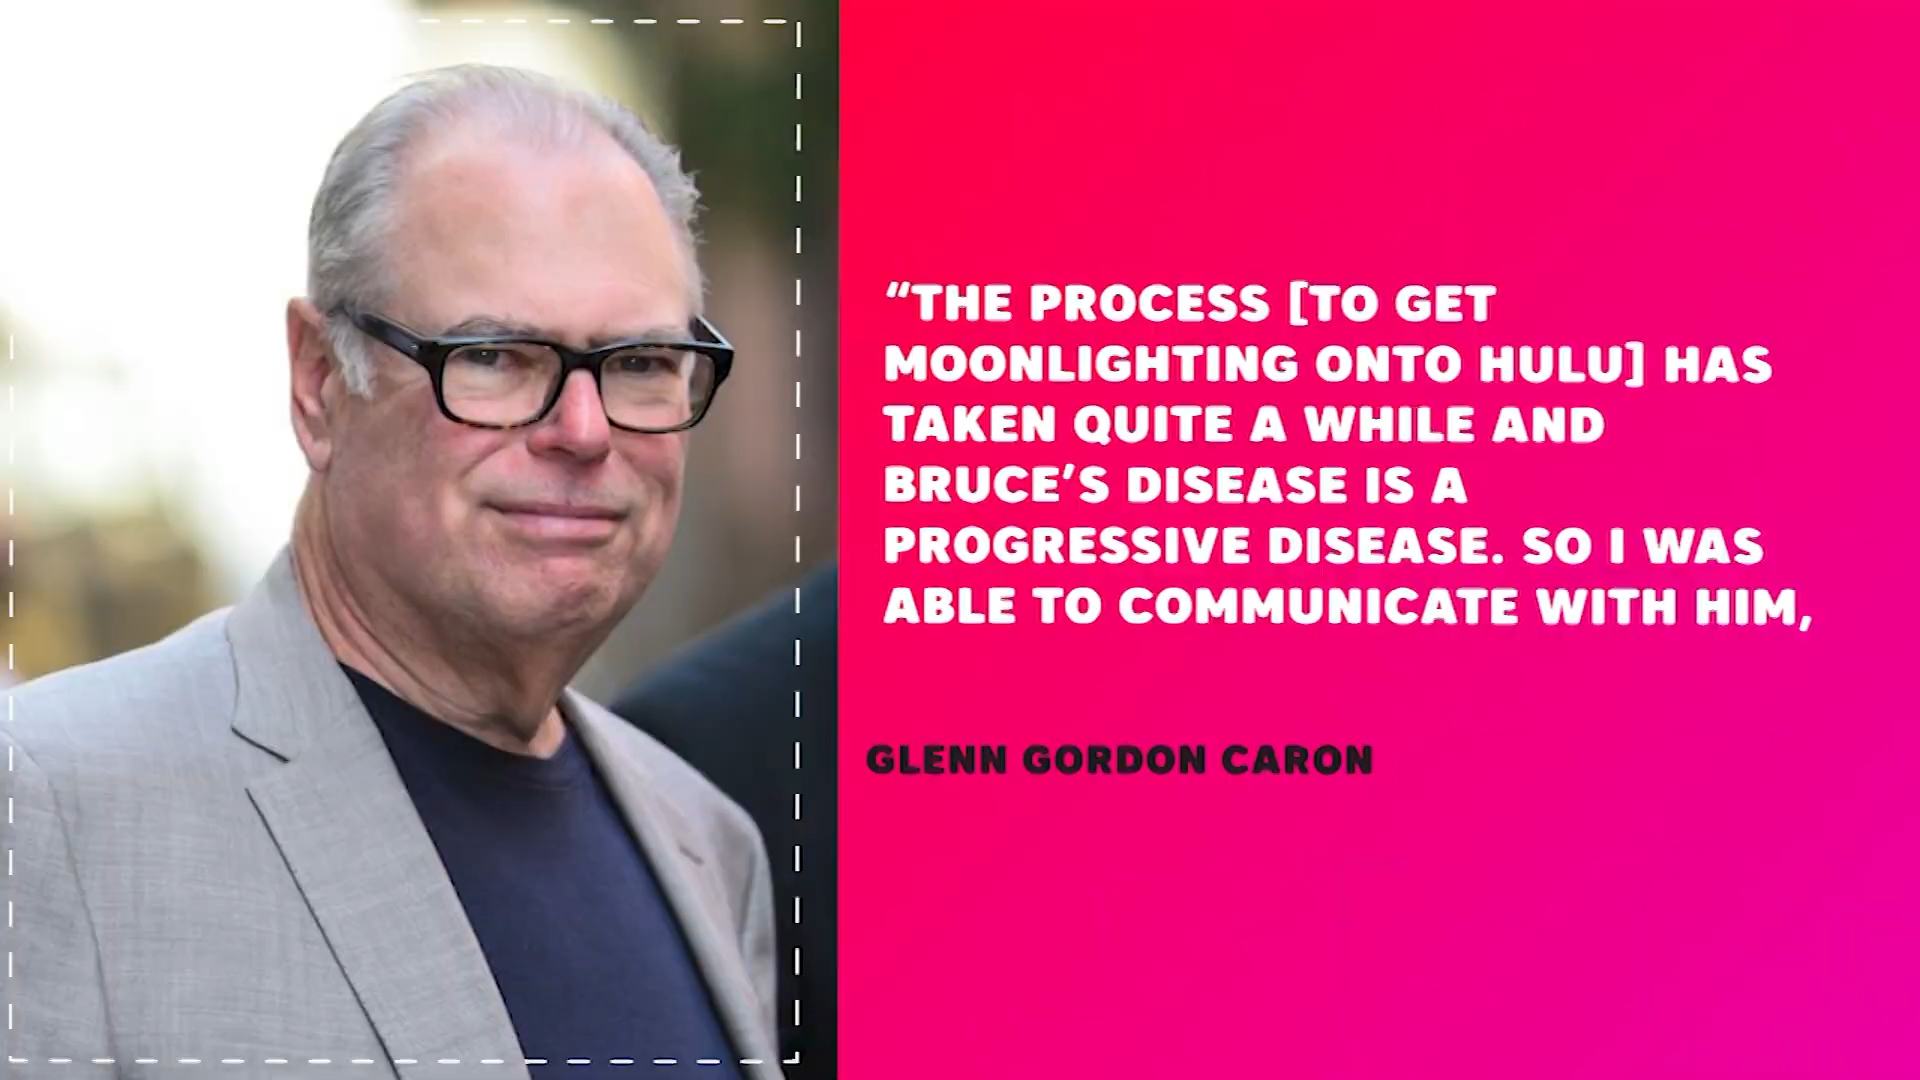 “THE PROCESS [TO GET
MOONLIGHTING ONTO HULU] HAS
TAKEN QUITE A WHILE AND
BRUCE’S DISEASE IS A
PROGRESSIVE DISEASE. SO I WAS
ABLE TO COMMUNICATE WITH HIM,
GLENN GORDON CARON